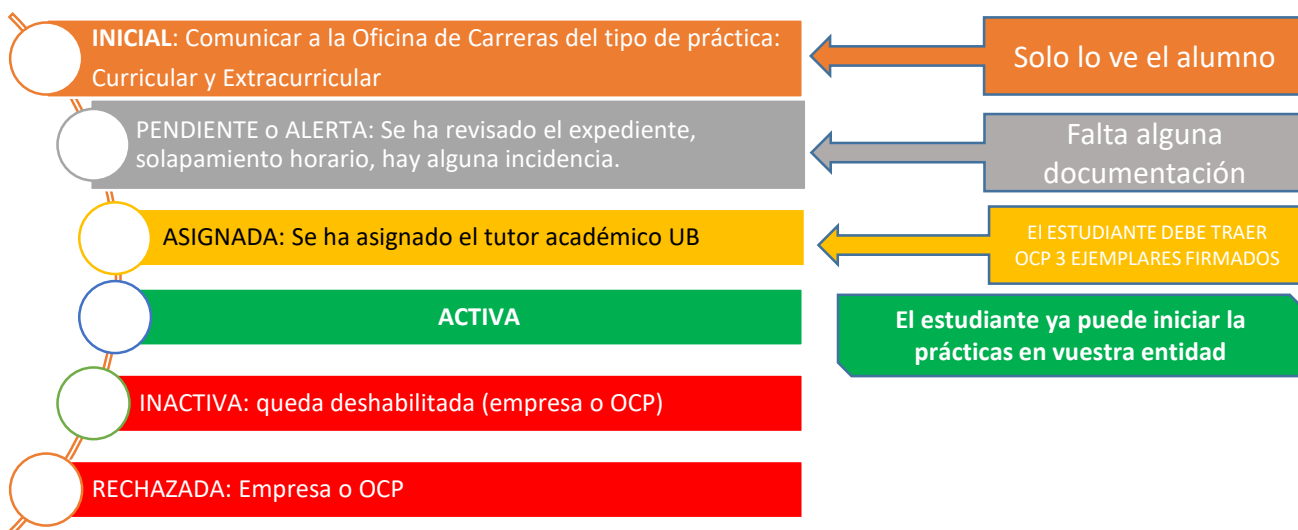 INICIAL: Comunicar a la Oficina de Carreras del tipo de práctica:
Curricular y Extracurricular
Solo lo ve el alumno
PENDIENTE o ALERTA: Se ha revisado el expediente,
solapamiento horario, hay alguna incidencia.
Falta alguna
documentación
ASIGNADA: Se ha asignado el tutor académico UB
El ESTUDIANTE DEBE TRAER
OCP 3 EJEMPLARES FIRMADOS
ACTIVA
El estudiante ya puede iniciar la
prácticas en vuestra entidad
INACTIVA: queda deshabilitada (empresa o OCP)
RECHAZADA: Empresa o OCP